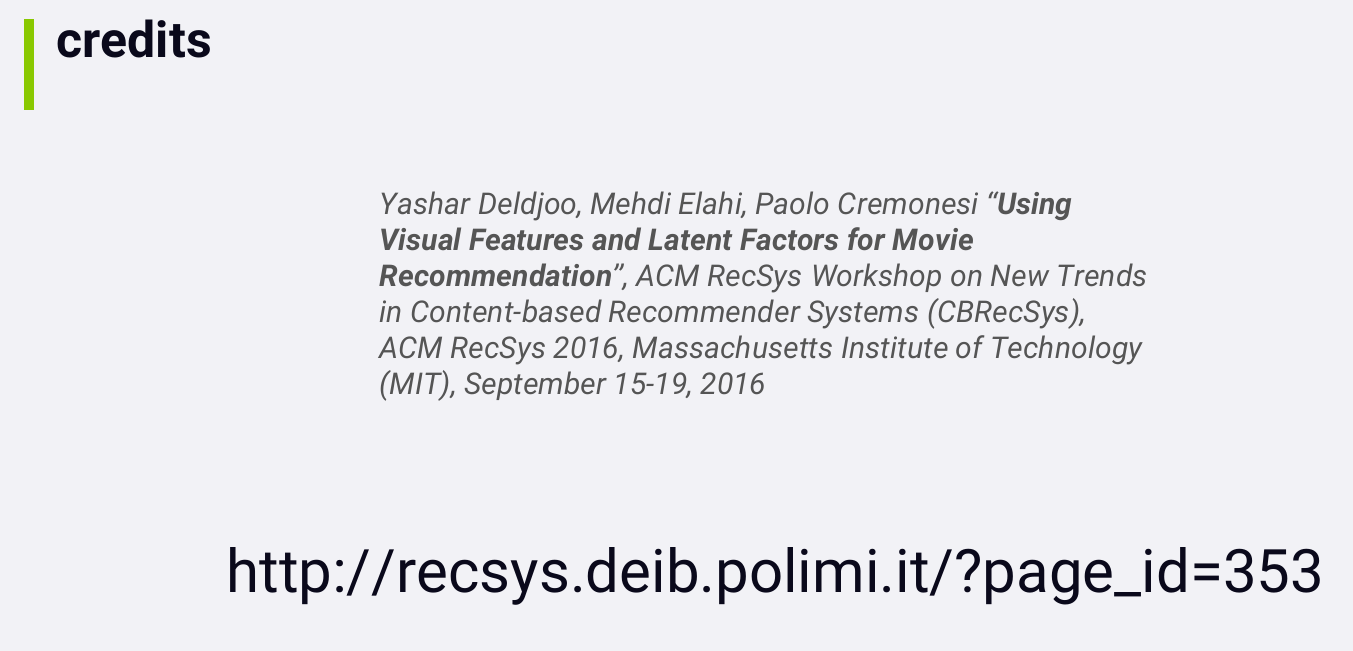 credits
Yashar Deldjoo, Mehdi Elahi, Paolo Cremonesi “Using
Visual Features and Latent Factors for Movie
Recommendation”, ACM RecSys Workshop on New Trends
in Content-based Recommender Systems (CBRecSys),
ACM RecSys 2016, Massachusetts Institute of Technology
(MIT), September 15-19, 2016
http://recsys.deib.polimi.it/?page_id=353